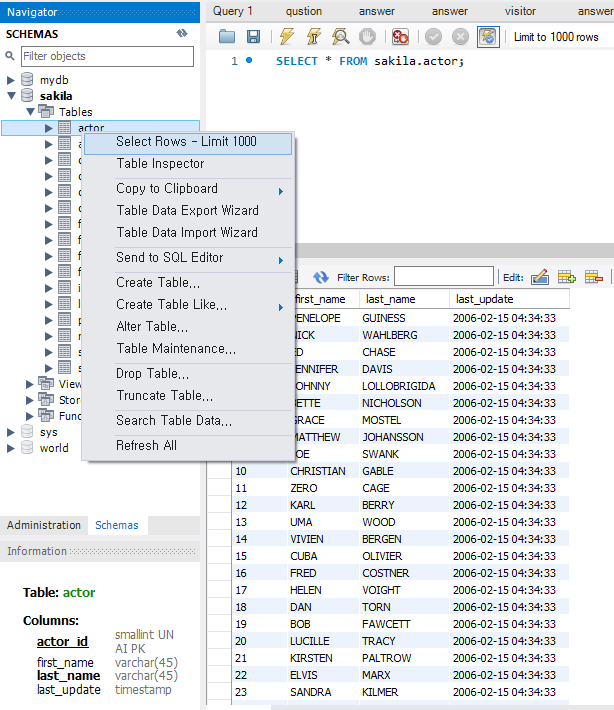 Navigator
SCHEMAS
Filter objects
mydb
sakila
Tables
actor
Views
sys
world
Select Rows - Limit 1000
Table Inspector
Copy to Clipboard
Table Data Export Wizard
Table Data Import Wizard
Send to SQL Editor
Create Table...
Create Table Like...
Alter Table...
Table Maintenance...
Drop Table...
Truncate Table...
Search Table Data...
Refresh All
Administration Schemas
Information
Table: actor
Columns:
actor_id smallint UN
AI PK
first_name varchar(45)
last_name varchar(45)
last_update timestamp
Query 1 qustion answer answer visitor answer
Limit to 1000 rows
1 SELECT * FROM sakila.actor;
Filter Rows: Edit:
first_name last_name last_update
PENELOPE GUINESS 2006-02-15 04:34:33
NICK WAHLBERG 2006-02-15 04:34:33
ED CHASE 2006-02-15 04:34:33
JENNIFER DAVIS 2006-02-15 04:34:33
JOHNNY LOLLOBRIGIDA 2006-02-15 04:34:33
BETTE NICHOLSON 2006-02-15 04:34:33
GRACE MOSTEL 2006-02-15 04:34:33
MATTHEW JOHANSSON 2006-02-15 04:34:33
JOE SWANK 2006-02-15 04:34:33
10 CHRISTIAN GABLE 2006-02-15 04:34:33
11 ZERO CAGE 2006-02-15 04:34:33
12 KARL BERRY 2006-02-15 04:34:33
13 UMA WOOD 2006-02-15 04:34:33
14 VIVIEN BERGEN 2006-02-15 04:34:33
15 CUBA OLIVIER 2006-02-15 04:34:33
16 FRED COSTNER 2006-02-15 04:34:33
17 HELEN VOIGHT 2006-02-15 04:34:33
18 DAN TORN 2006-02-15 04:34:33
19 BOB FAWCETT 2006-02-15 04:34:33
20 LUCILLE TRACY 2006-02-15 04:34:33
21 KIRSTEN PALTROW 2006-02-15 04:34:33
22 ELVIS MARX 2006-02-15 04:34:33
23 SANDRA KILMER 2006-02-15 04:34:33